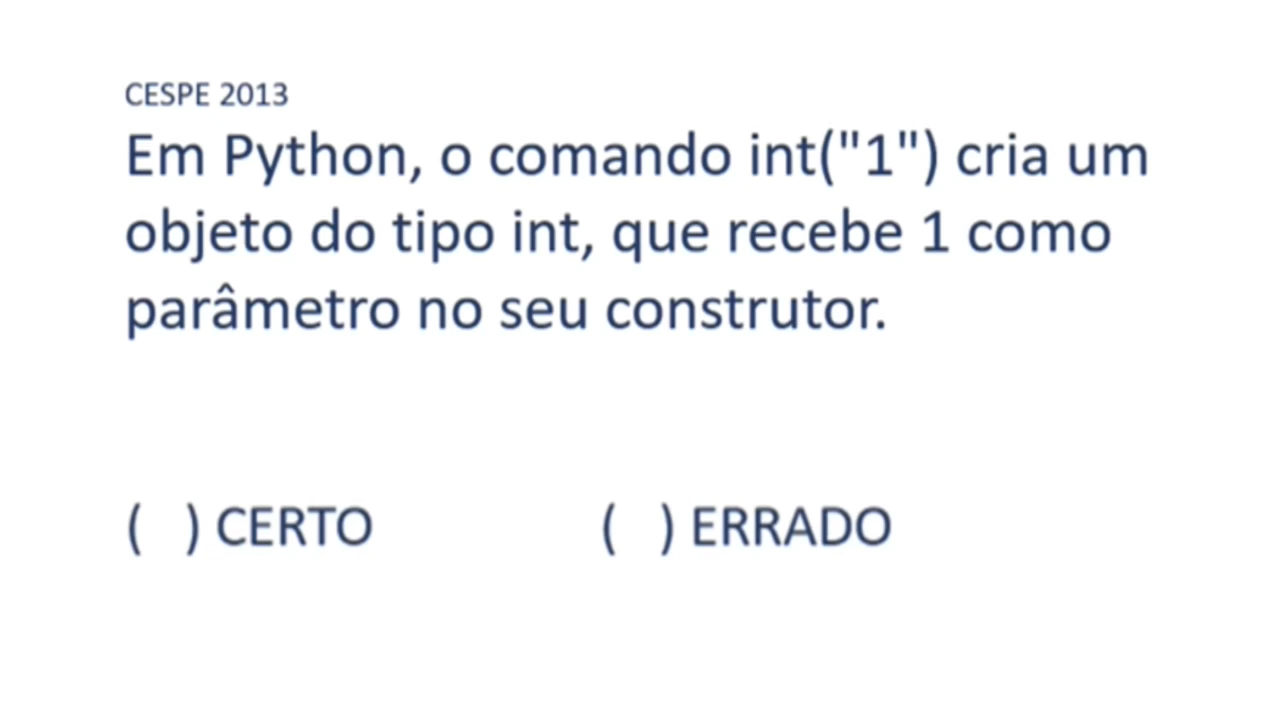 CESPE 2013
Em Python, o comando int("1") cria um
objeto do tipo int, que recebe 1 como
parâmetro no seu construtor.
( ) CERTO ( ) ERRADO